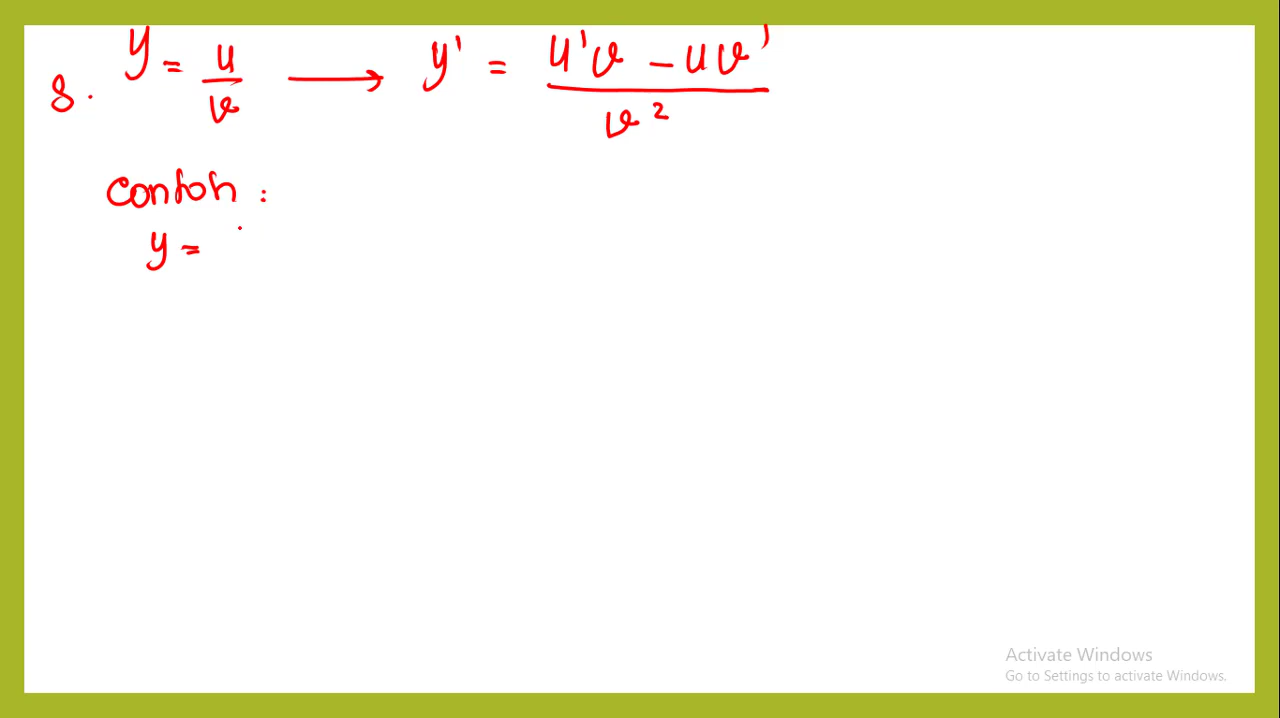 8. y = u/v ⟶ y' = (u'v - uv')/v²
Contoh :
y =
Activate Windows
Go to Settings to activate Windows.